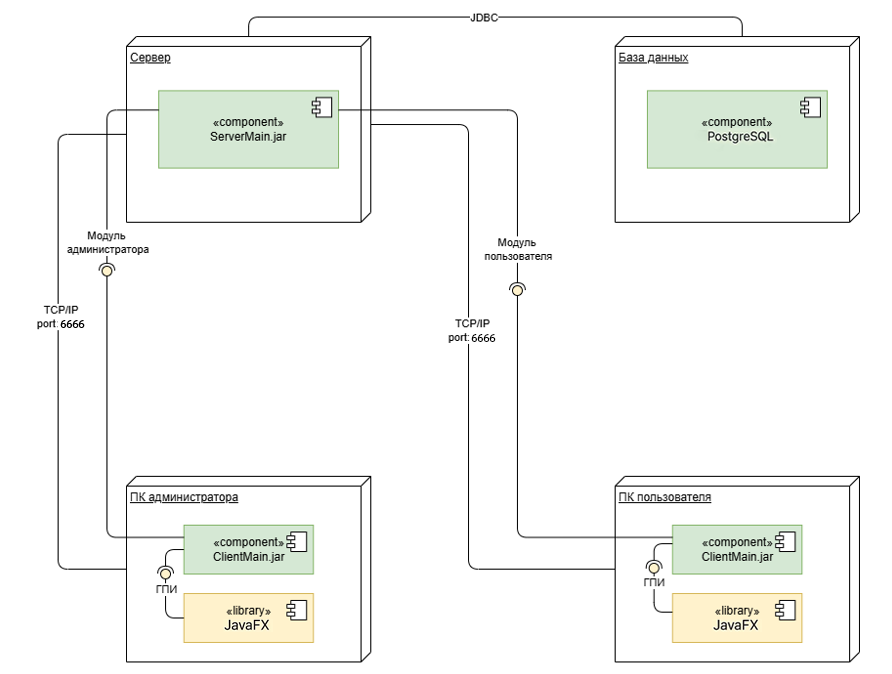 JDBC
Сервер
«component»
ServerMain.jar
База данных
«component»
PostgreSQL
Модуль
администратора
Модуль
пользователя
TCP/IP
port:6666
TCP/IP
port:6666
ПК администратора
«component»
ClientMain.jar
ГПИ
«library»
JavaFX
ПК пользователя
«component»
ClientMain.jar
ГПИ
«library»
JavaFX